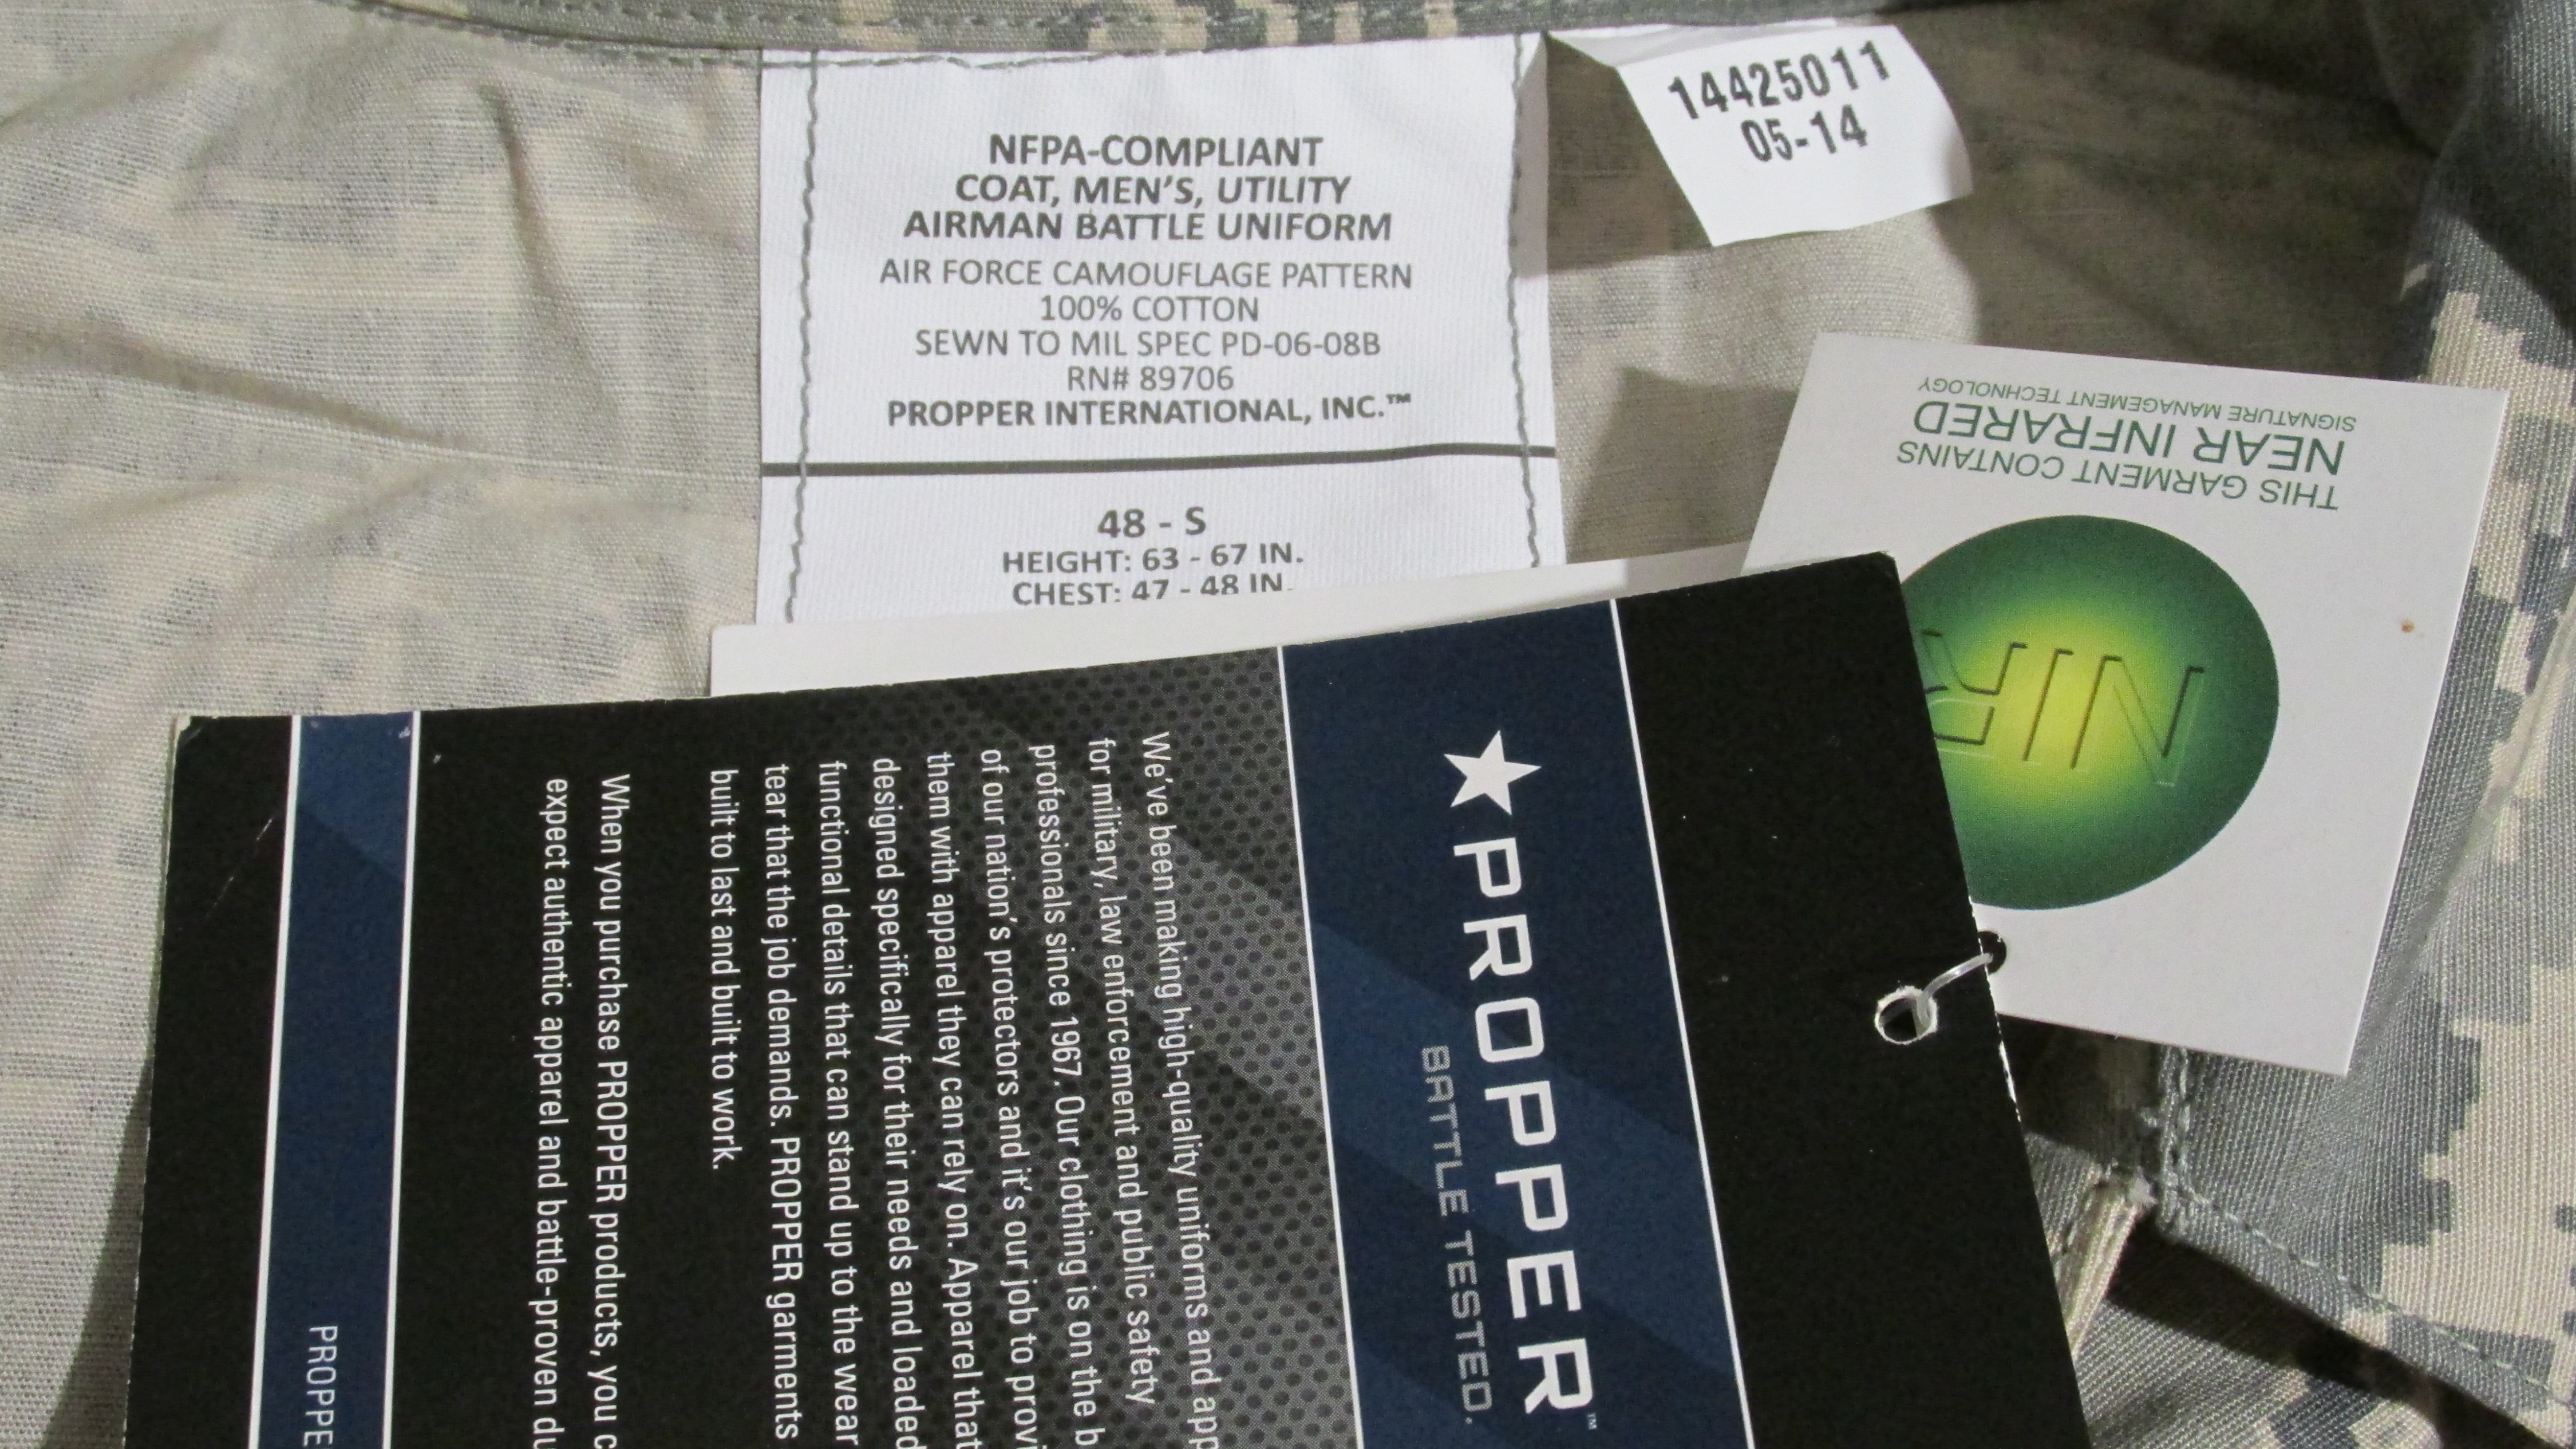 NFPA-COMPLIANT
COAT, MEN'S, UTILITY
AIRMAN BATTLE UNIFORM
AIR FORCE CAMOUFLAGE PATTERN
100% COTTON
SEWN TO MIL SPEC PD-06-08B
RN# 89706
PROPPER INTERNATIONAL, INC.™
48 - S
HEIGHT: 63 - 67 IN.
CHEST: 47 - 48 IN.
14425011
05-14
THIS GARMENT CONTAINS
NEAR INFRARED
SIGNATURE MANAGEMENT TECHNOLOGY
NIR
PROPPER™
BATTLE TESTED.
We've been making high-quality uniforms and
for military, law enforcement and public safety
professionals since 1967. Our clothing is on the
of our nation's protectors and it's our job to
them with apparel they can rely on. Apparel that
designed specifically for their needs and loaded
functional details that can stand up to the wear
tear that the job demands. PROPPER garments
built to last and built to work.
When you purchase PROPPER products, you
expect authentic apparel and battle-proven